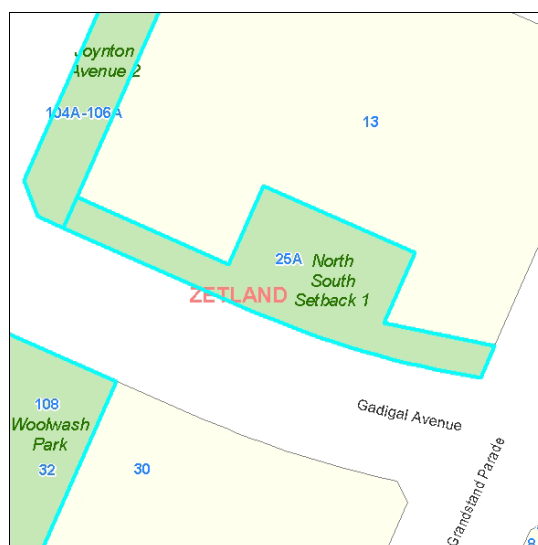 Joynton
Avenue 2
104A-106A
13
25A
North
South
Setback 1
ZETLAND
108
Woolwash
Park
32
30
Gadigal Avenue
Grandstand Parade
8